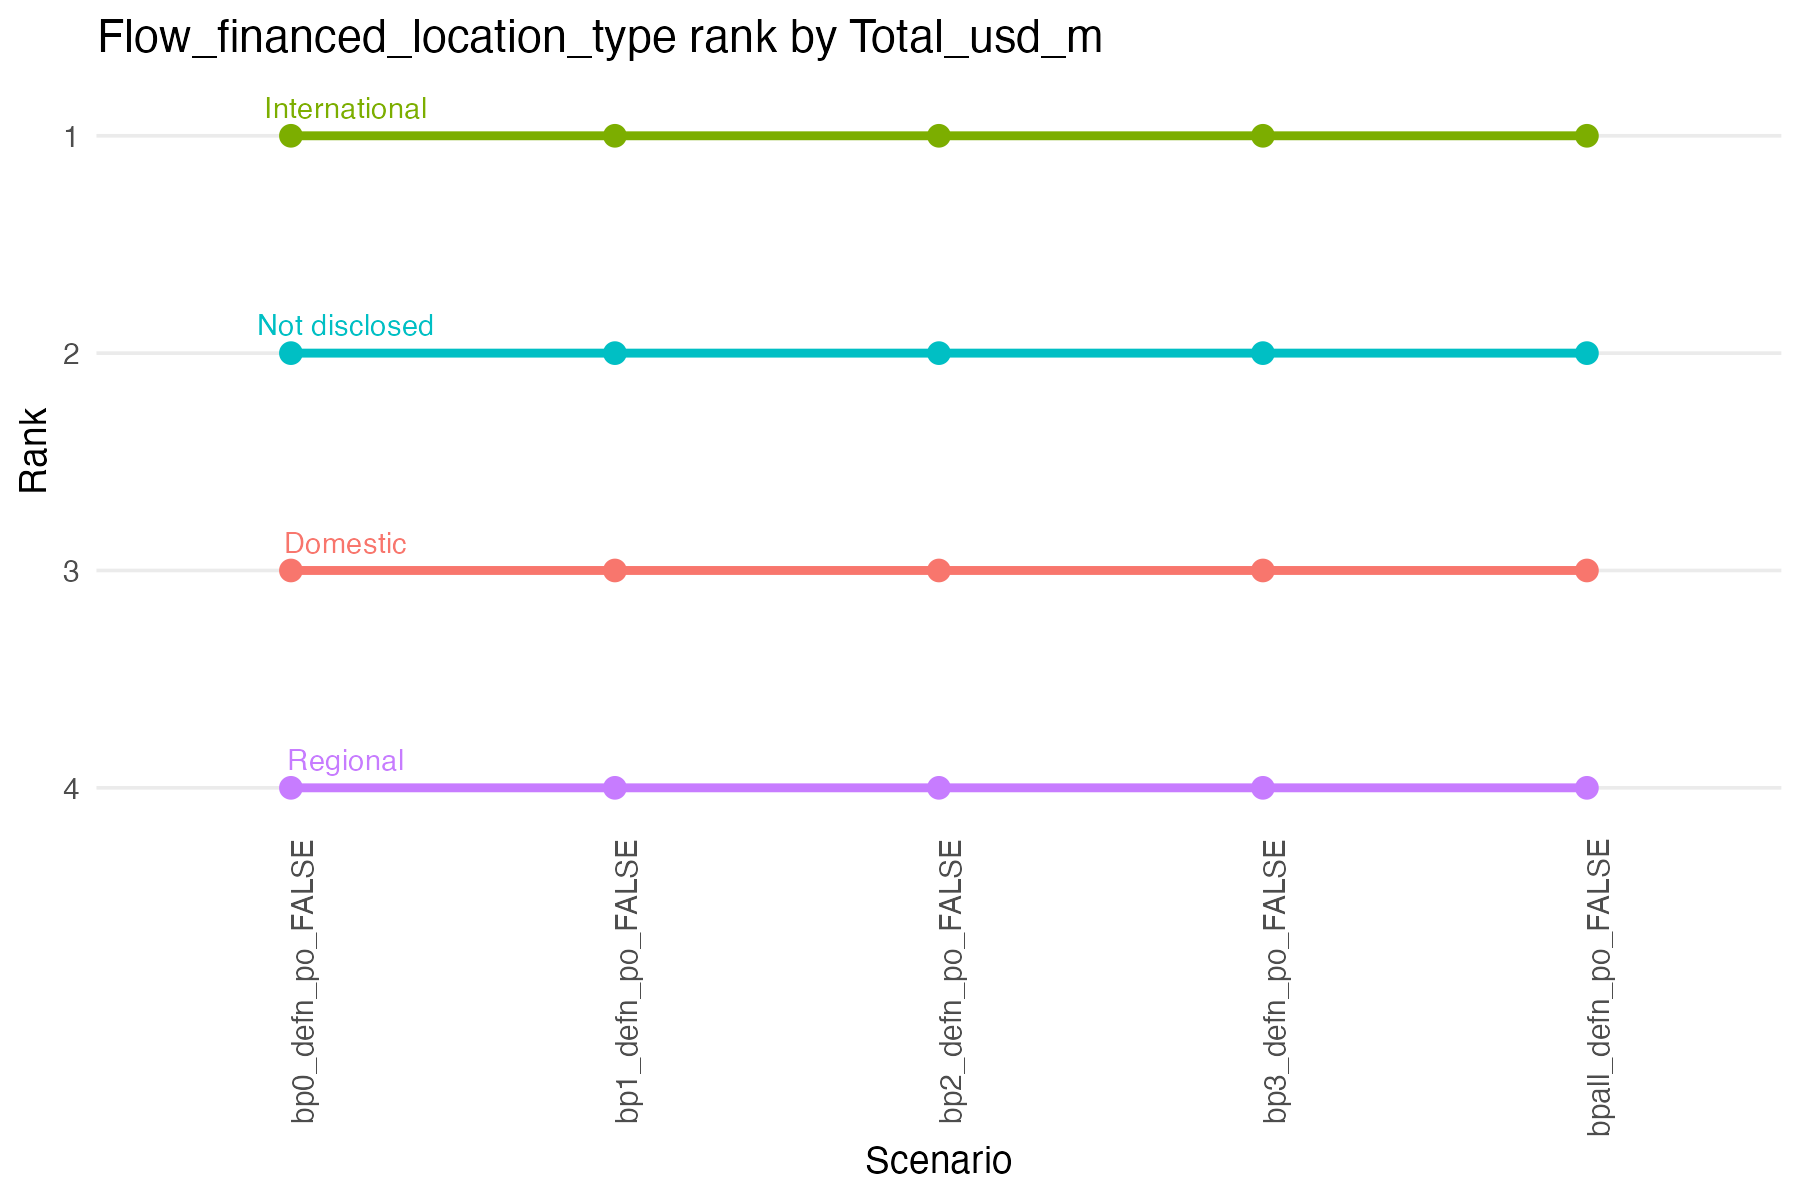 Flow_financed_location_type rank by Total_usd_m
International
1
Not disclosed
2
Rank
Domestic
3
Regional
4
bp0_defn_po_FALSE
bp1_defn_po_FALSE
bp2_defn_po_FALSE
bp3_defn_po_FALSE
bpall_defn_po_FALSE
Scenario